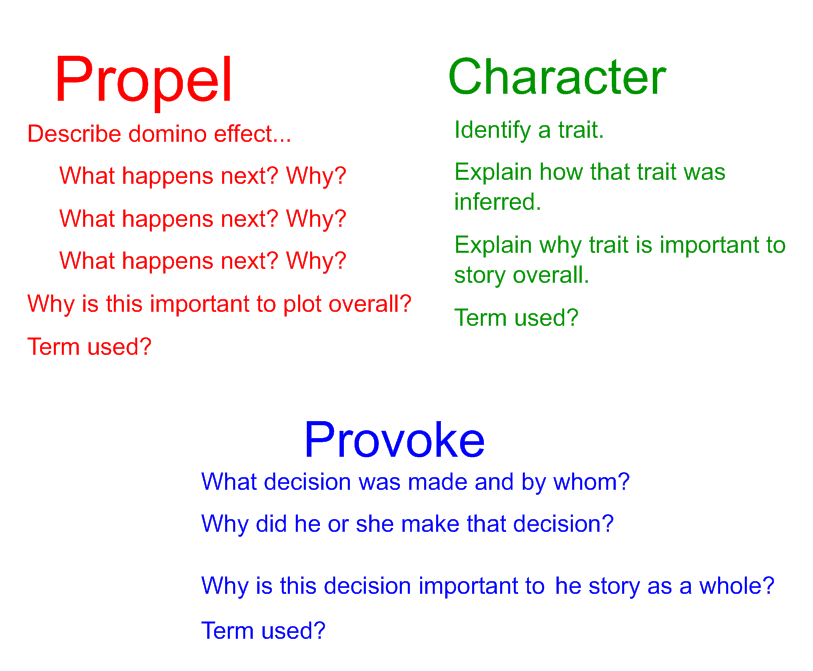 Propel
Describe domino effect...
What happens next? Why?
What happens next? Why?
What happens next? Why?
Why is this important to plot overall?
Term used?
Character
Identify a trait.
Explain how that trait was
inferred.
Explain why trait is important to
story overall.
Term used?
Provoke
What decision was made and by whom?
Why did he or she make that decision?
Why is this decision important to he story as a whole?
Term used?